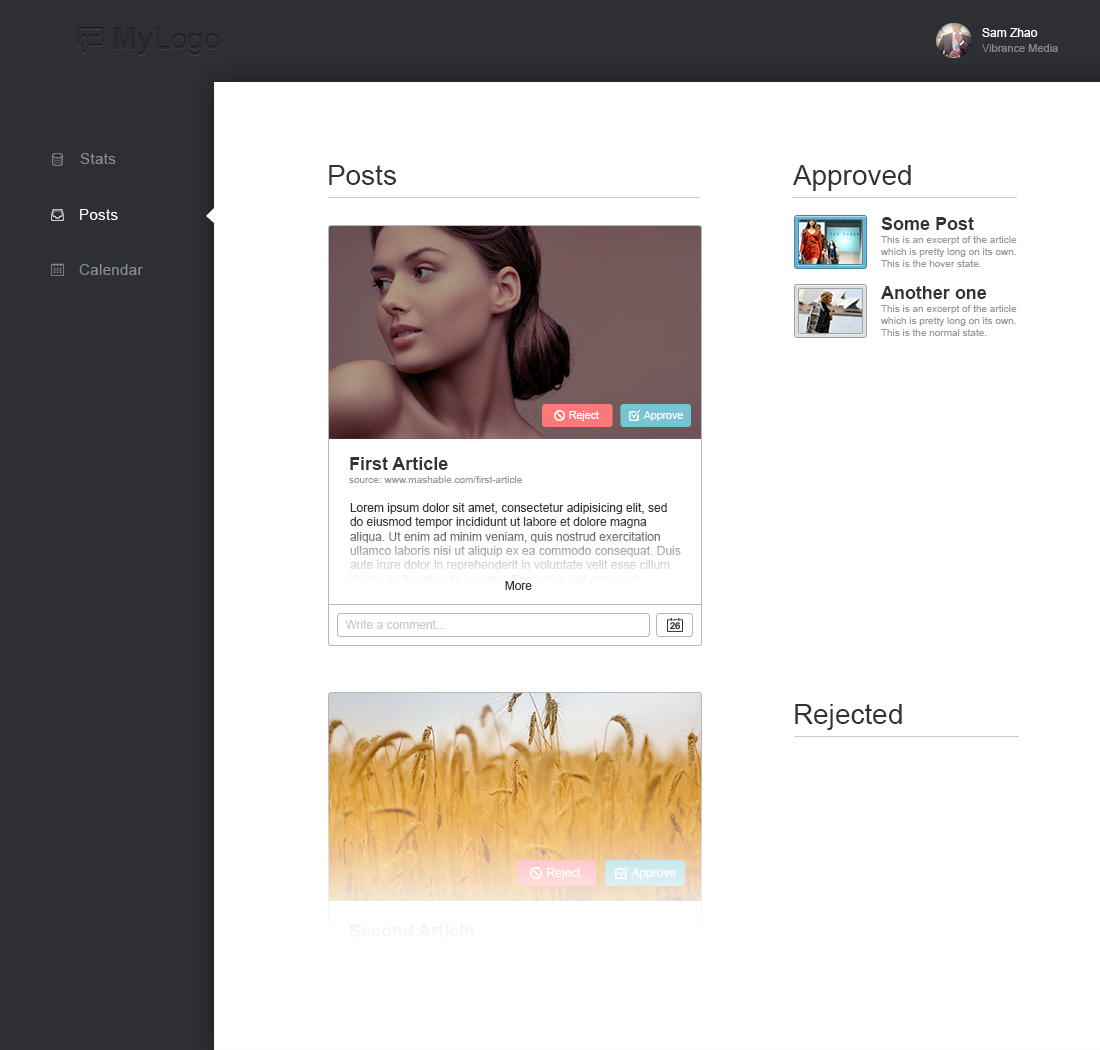 MyLogo
Sam Zhao
Vibrance Media
Stats
Posts
Calendar
Posts
Reject
Approve
First Article
source: www.mashable.com/first-article
Lorem ipsum dolor sit amet, consectetur adipisicing elit, sed
do eiusmod tempor incididunt ut labore et dolore magna
aliqua. Ut enim ad minim veniam, quis nostrud exercitation
ullamco laboris nisi ut aliquip ex ea commodo consequat. Duis
aute irure dolor in reprehenderit in voluptate velit esse cillum
More
Write a comment...
26
Reject
Approve
Second Article
Approved
Some Post
This is an excerpt of the article
which is pretty long on its own.
This is the hover state.
Another one
This is an excerpt of the article
which is pretty long on its own.
This is the normal state.
Rejected